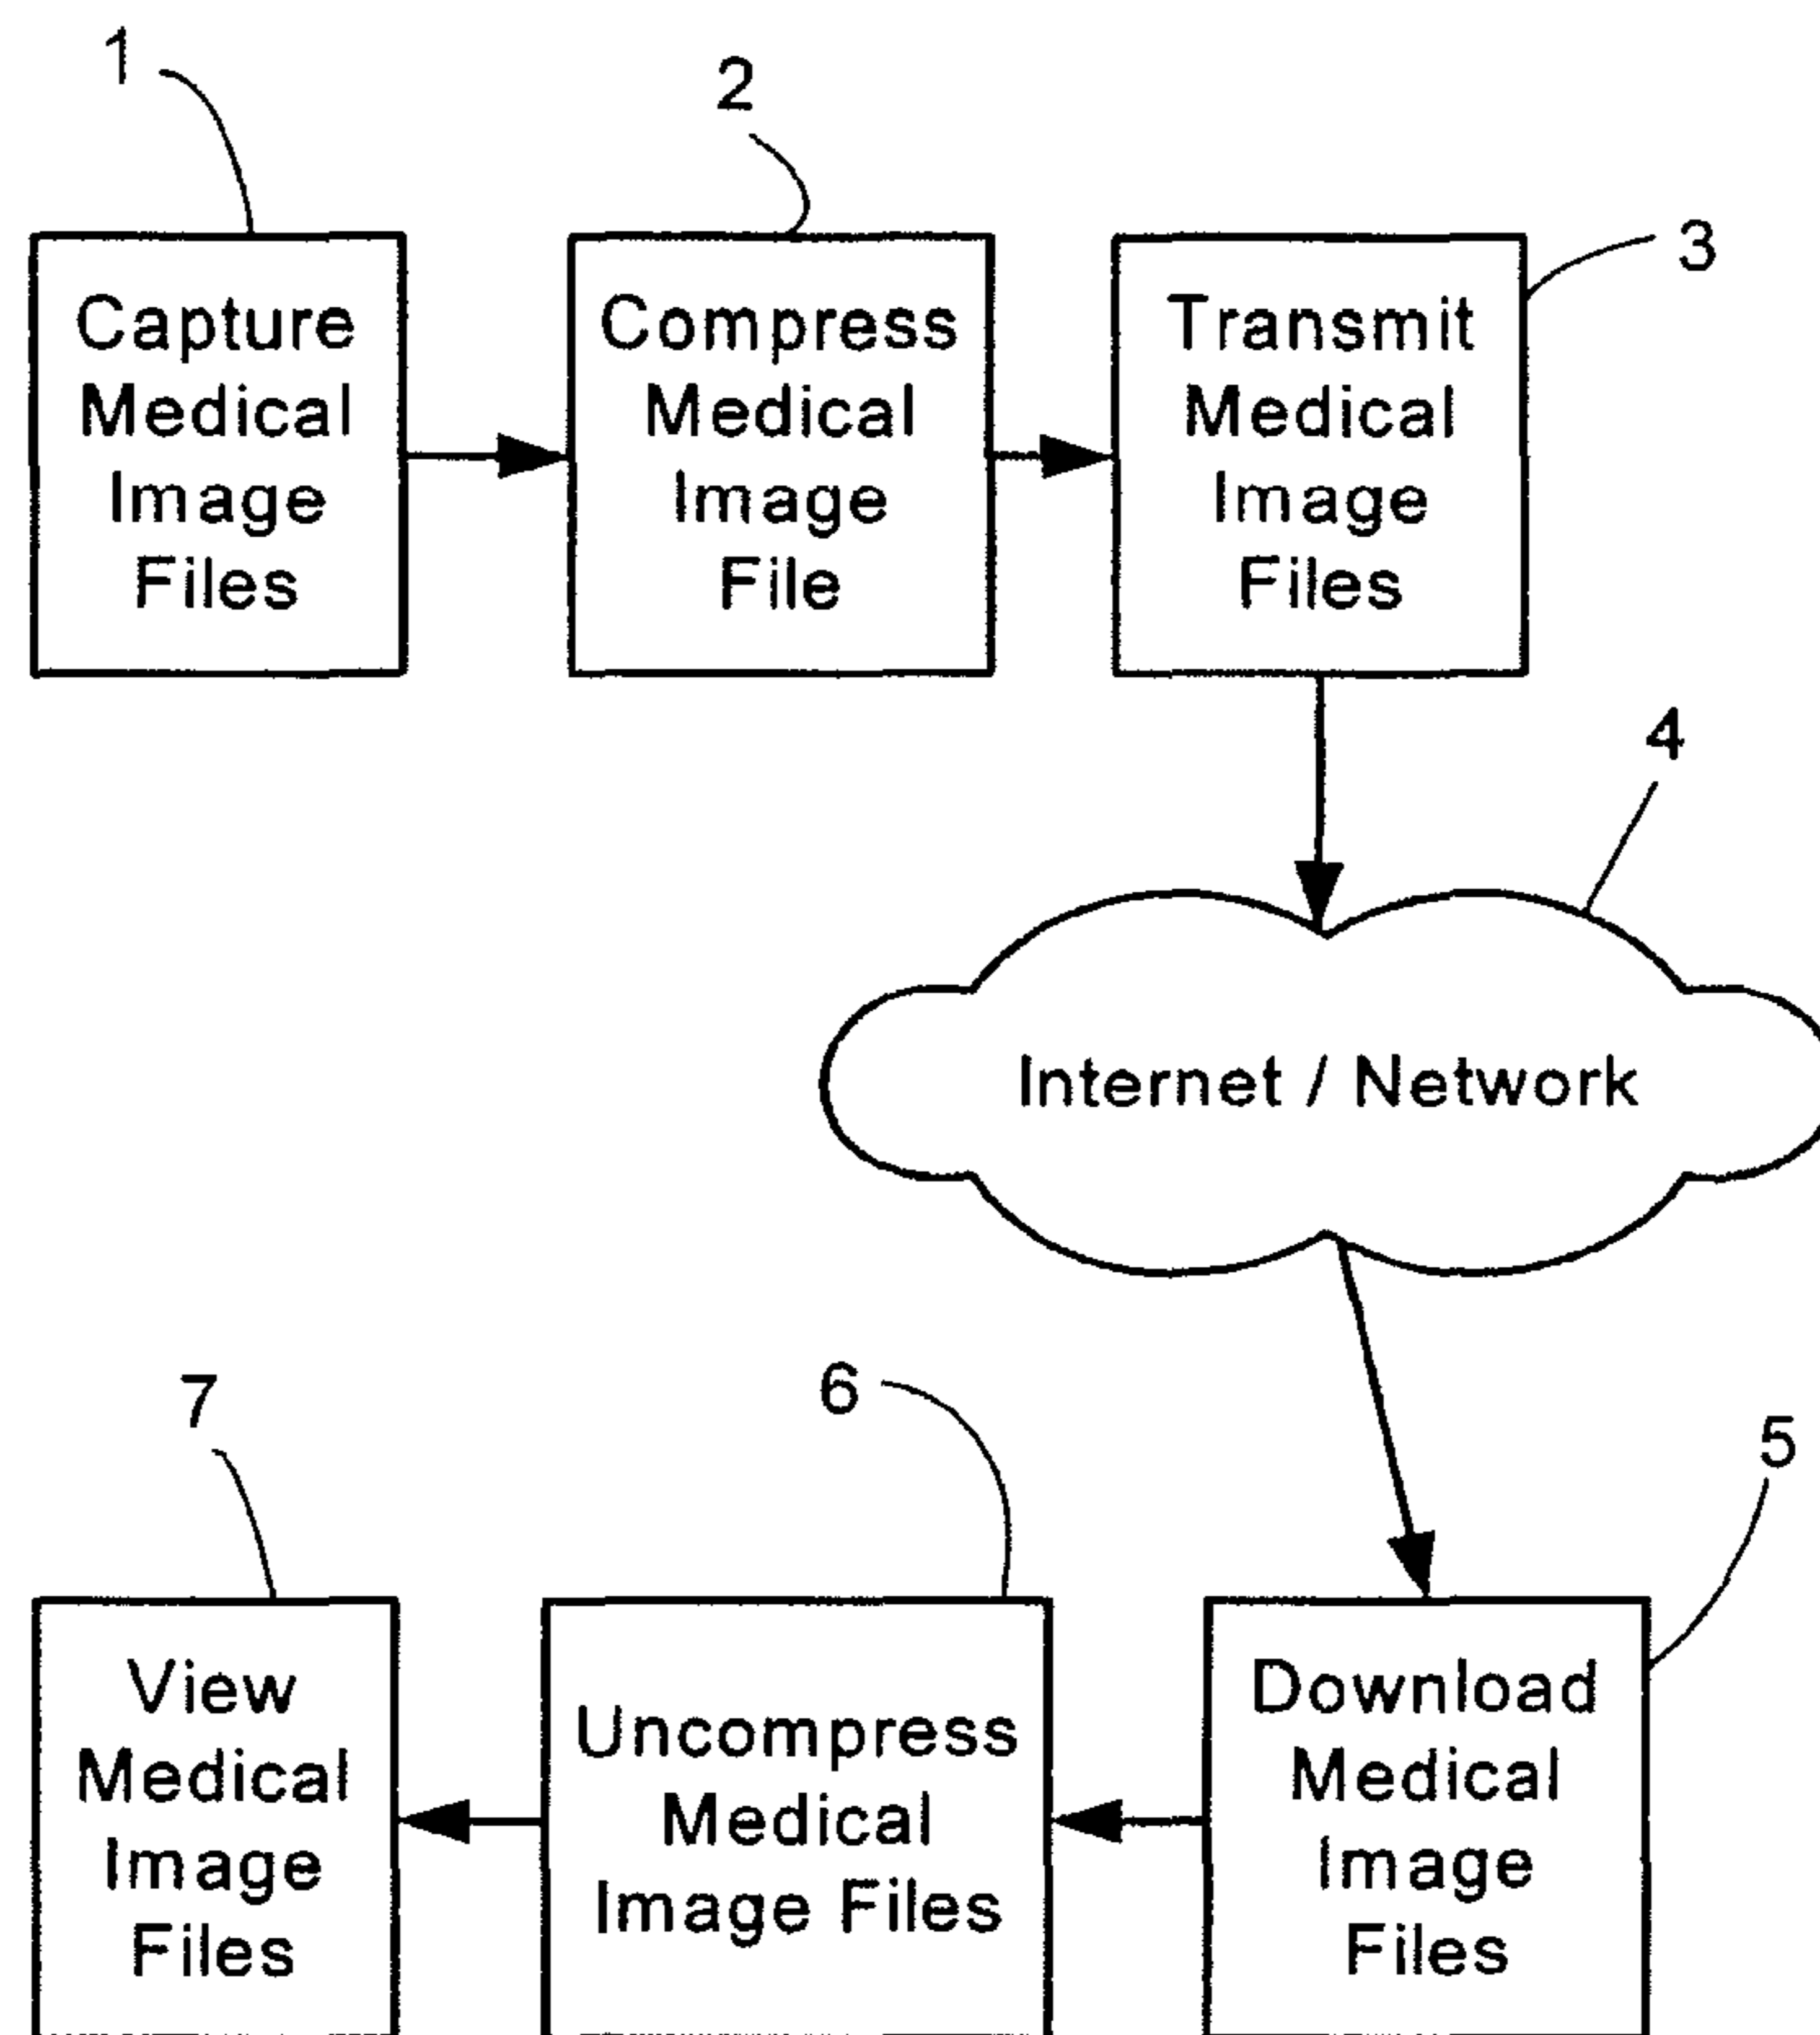 1
Capture
Medical
Image
Files
2
Compress
Medical
Image
File
3
Transmit
Medical
Image
Files
4
Internet / Network
5
Download
Medical
Image
Files
6
Uncompress
Medical
Image Files
7
View
Medical
Image
Files